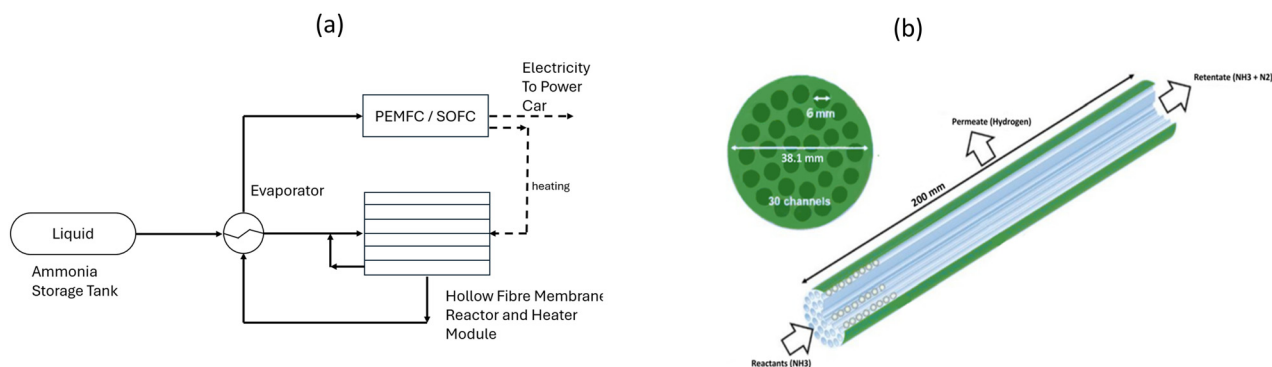 (a)
Electricity
To Power
Car
PEMFC / SOFC
heating
Evaporator
Liquid
Ammonia
Storage Tank
Hollow Fibre Membrane
Reactor and Heater
Module
(b)
Retentate (NH3 + N2)
Permeate (Hydrogen)
6 mm
38.1 mm
30 channels
200 mm
Reactants (NH3)